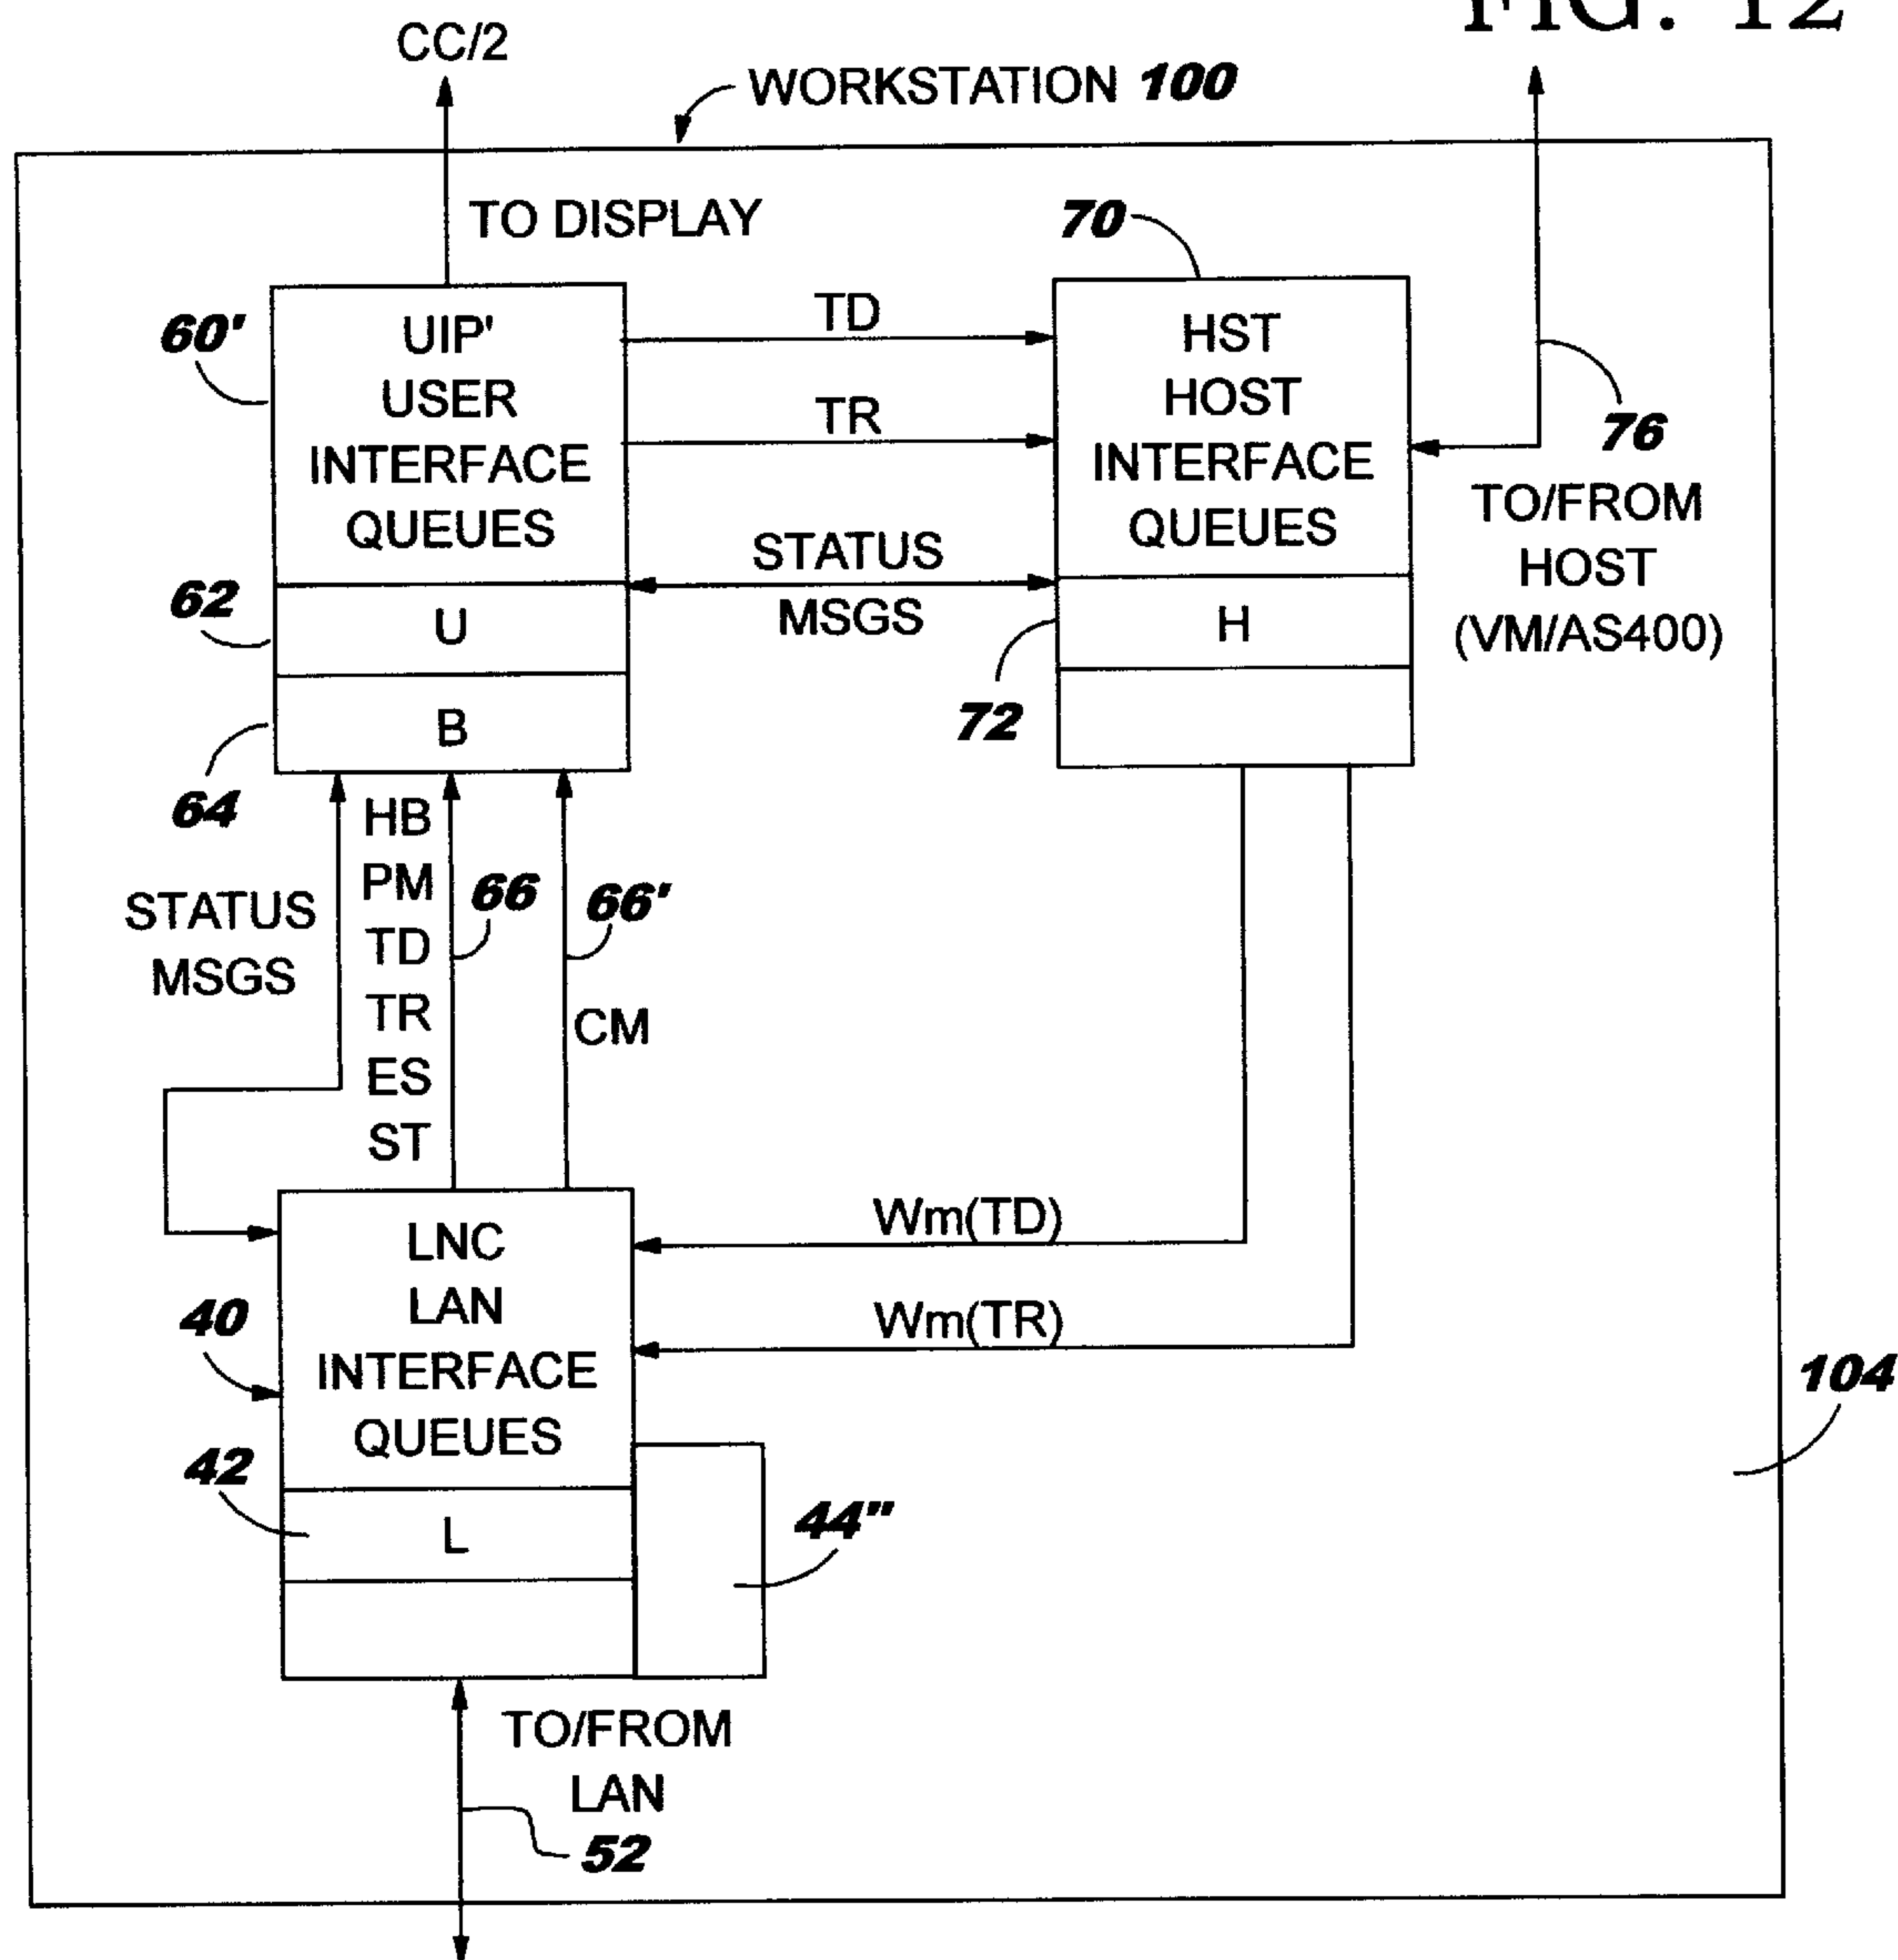 FIG. 12
CC/2
WORKSTATION 100
TO DISPLAY
70
60'
UIP'
USER
INTERFACE
QUEUES
TD
TR
HST
HOST
INTERFACE
QUEUES
76
TO/FROM
HOST
(VM/AS400)
STATUS
MSGS
62
U
H
72
B
64
STATUS
MSGS
HB
PM
TD
TR
ES
ST
66
66'
CM
LNC
LAN
INTERFACE
QUEUES
Wm(TD)
Wm(TR)
40
104
42
L
44"
TO/FROM
LAN
52